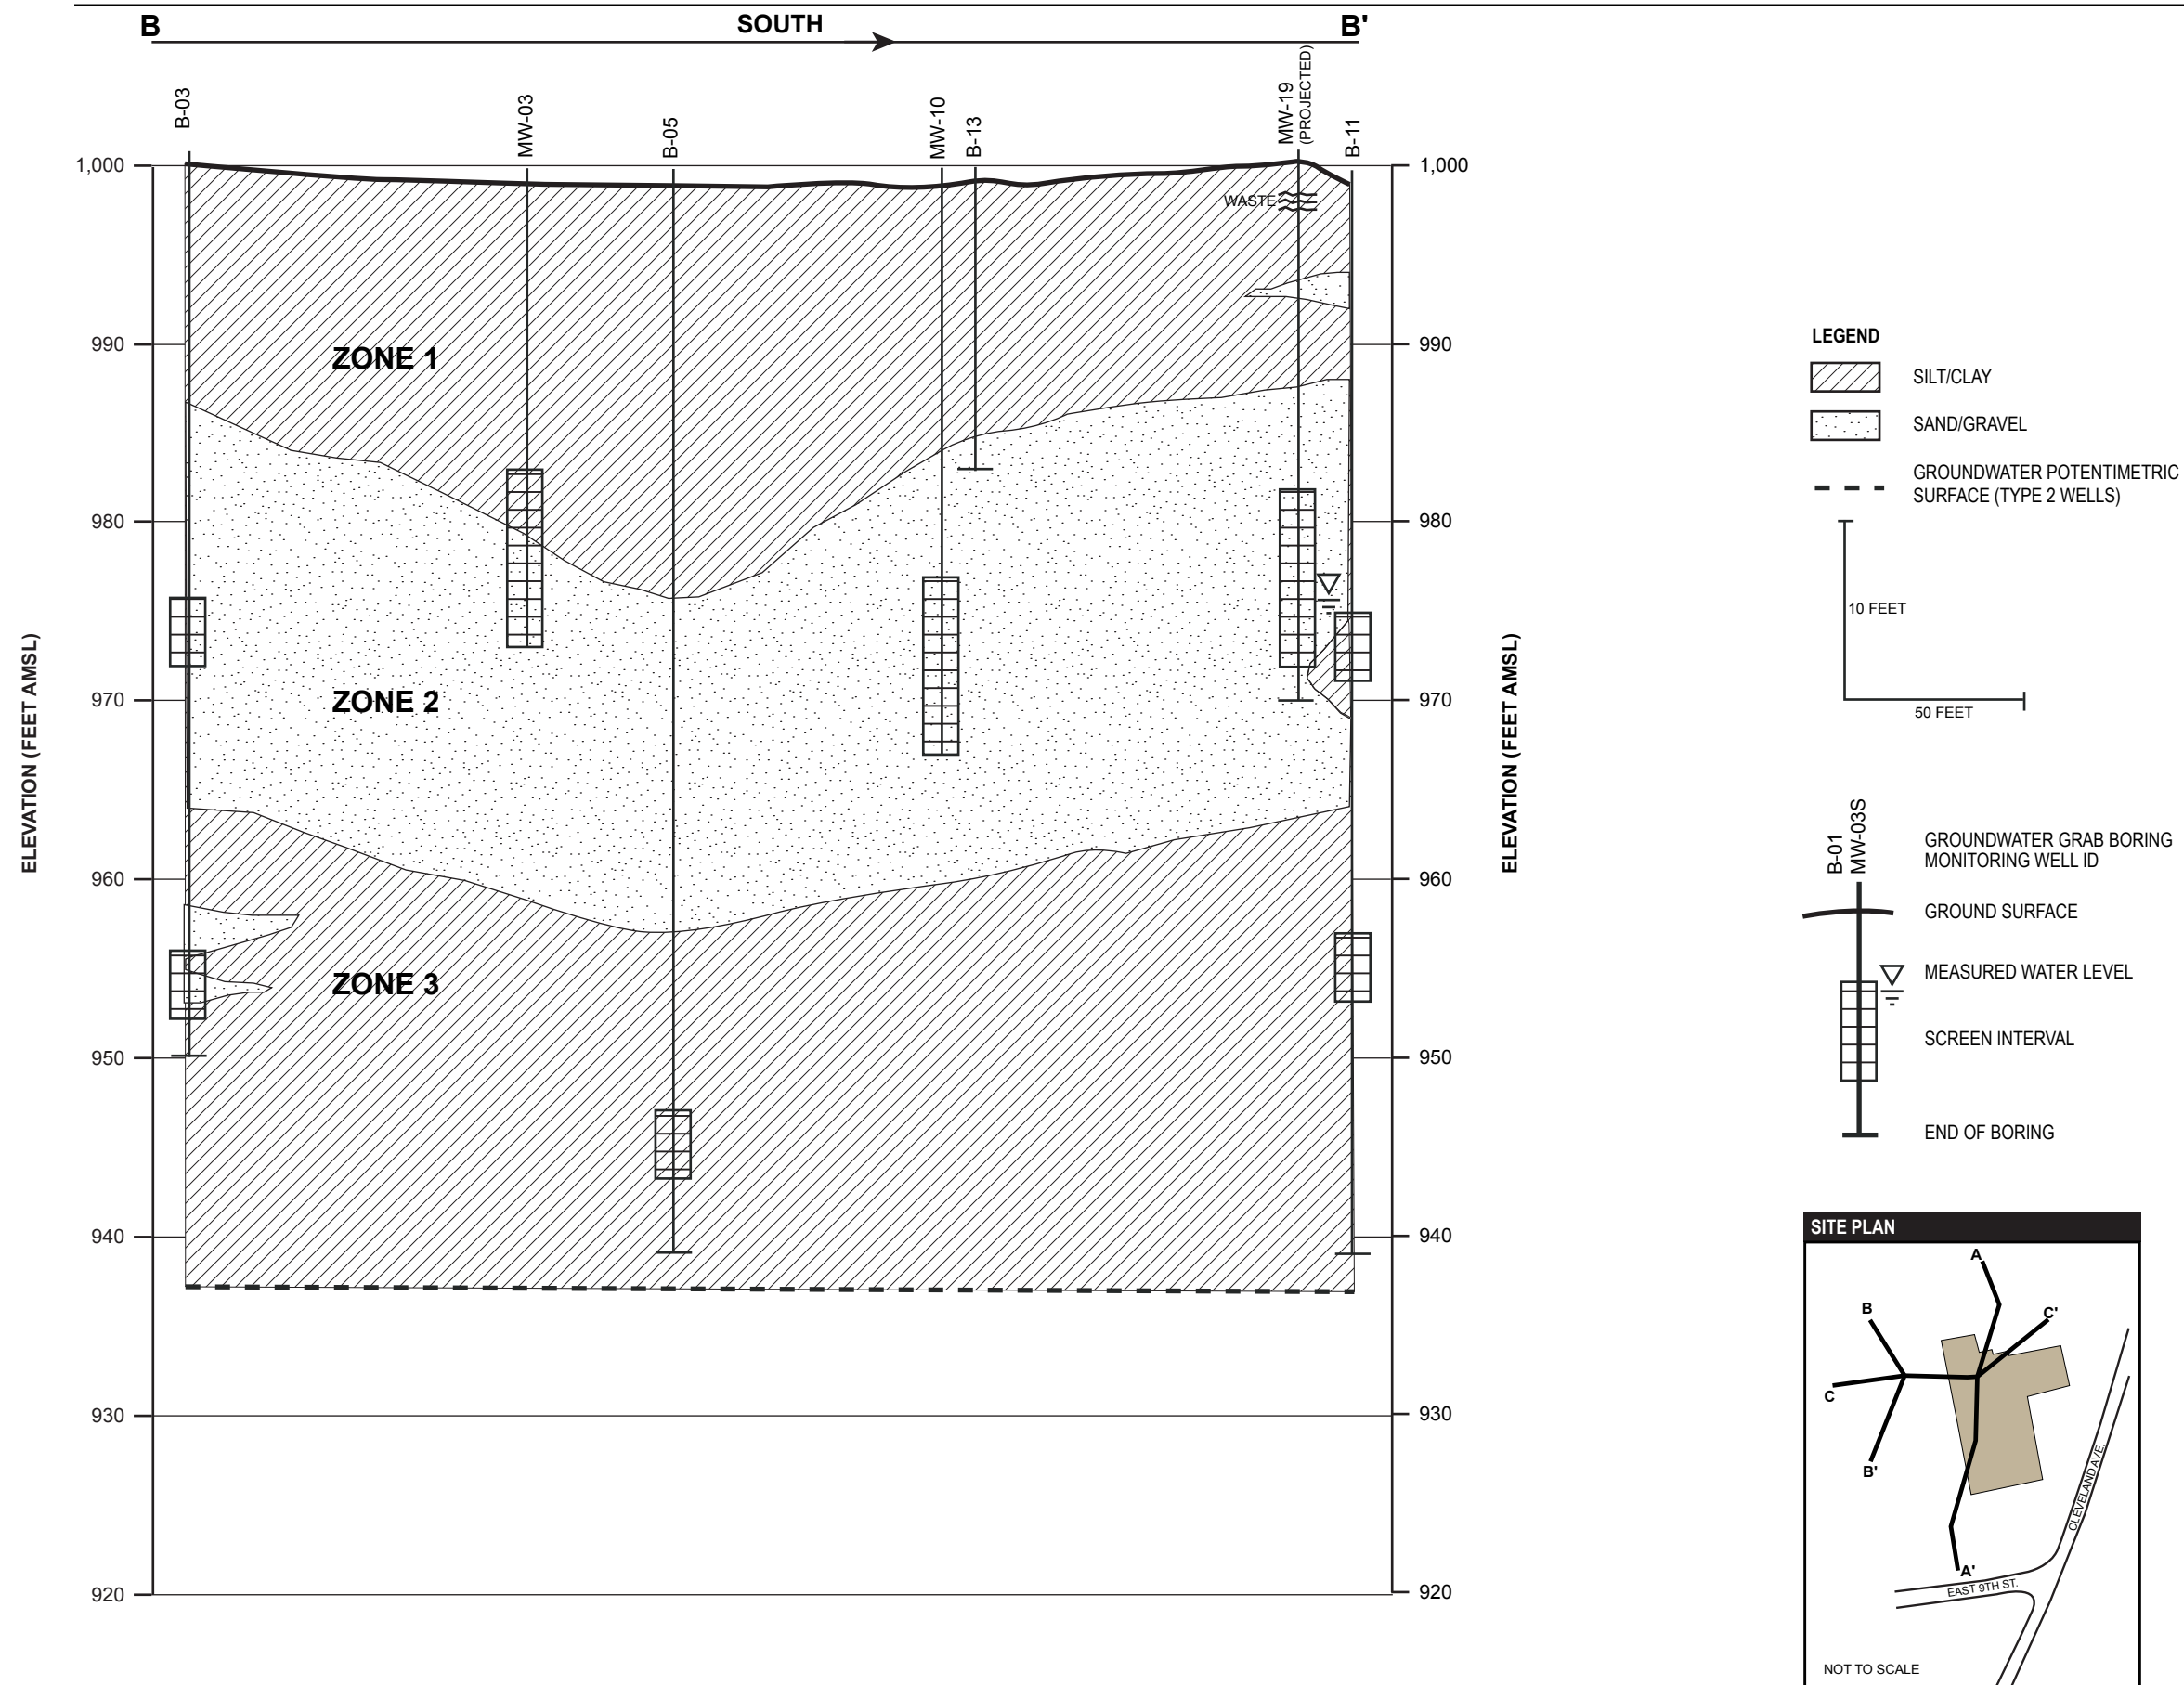 B
SOUTH
B'
B-03
MW-03
B-05
MW-10
B-13
MW-19
(PROJECTED)
B-11
1,000
1,000
WASTE
990
990
ZONE 1
980
980
970
970
ZONE 2
960
960
ZONE 3
950
950
940
940
930
930
920
920
ELEVATION (FEET AMSL)
ELEVATION (FEET AMSL)
LEGEND
SILT/CLAY
SAND/GRAVEL
GROUNDWATER POTENTIMETRIC
SURFACE (TYPE 2 WELLS)
10 FEET
50 FEET
B-01
MW-03S
GROUNDWATER GRAB BORING
MONITORING WELL ID
GROUND SURFACE
MEASURED WATER LEVEL
SCREEN INTERVAL
END OF BORING
SITE PLAN
A
B
C'
C
B'
A'
CLEVELAND AVE.
EAST 9TH ST.
NOT TO SCALE